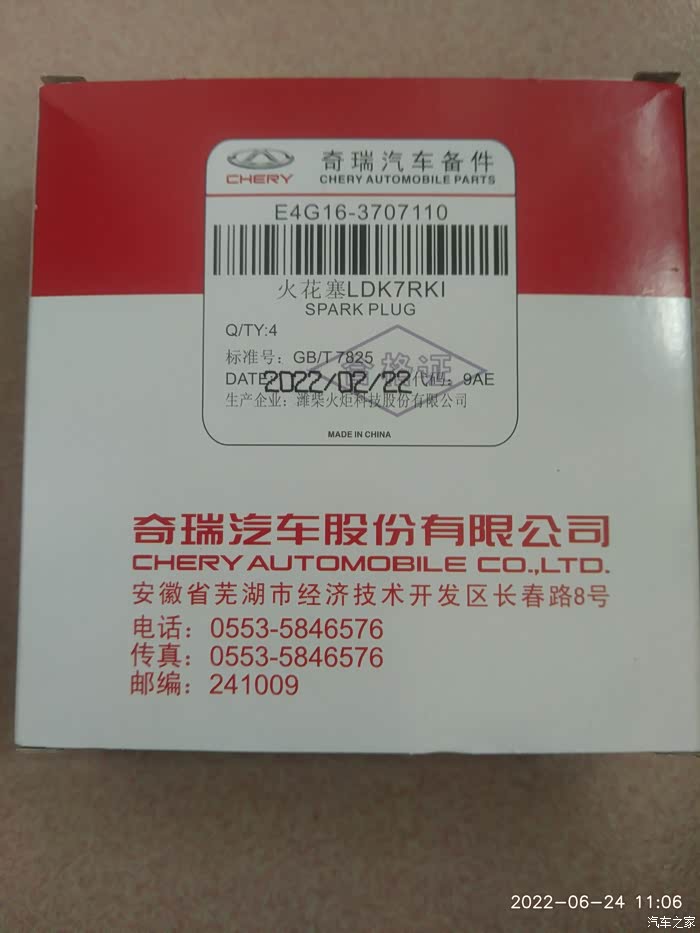 CHERY
奇瑞汽车备件
CHERY AUTOMOBILE PARTS
E4G16-3707110
火花塞LDK7RKI
SPARK PLUG
Q/TY:4
标准号：GB/T 7825
合格证
DATE: 2022/02/22 代码：9AE
生产企业：潍柴火炬科技股份有限公司
MADE IN CHINA
奇瑞汽车股份有限公司
CHERY AUTOMOBILE CO.,LTD.
安徽省芜湖市经济技术开发区长春路8号
电话：0553-5846576
传真：0553-5846576
邮编：241009
2022-06-24 11:06
汽车之家